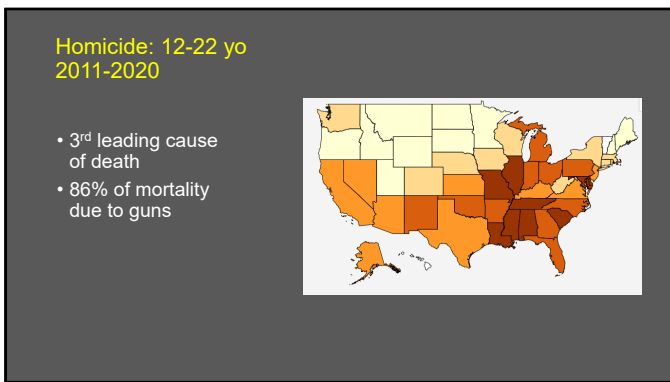 Homicide: 12-22 yo
2011-2020
• 3rd leading cause
of death
• 86% of mortality
due to guns